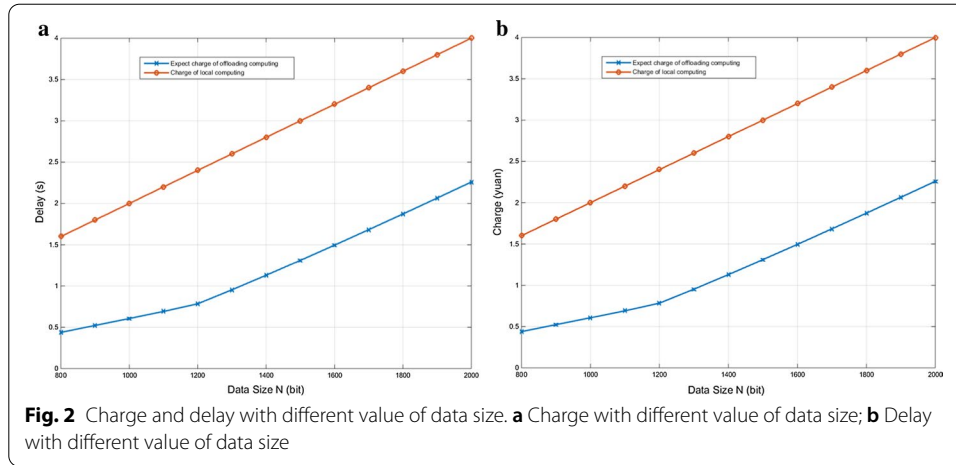 a
4
3.5
3
2.5
2
1.5
1
0.5
0
Delay (s)
Expect charge of offloading computing
Charge of local computing
800 1000 1200 1400 1600 1800 2000
Data Size N (bit)
b
4
3.5
3
2.5
2
1.5
1
0.5
0
Charge (yuan)
Expect charge of offloading computing
Charge of local computing
800 1000 1200 1400 1600 1800 2000
Data Size N (bit)
Fig. 2 Charge and delay with different value of data size. a Charge with different value of data size; b Delay
with different value of data size